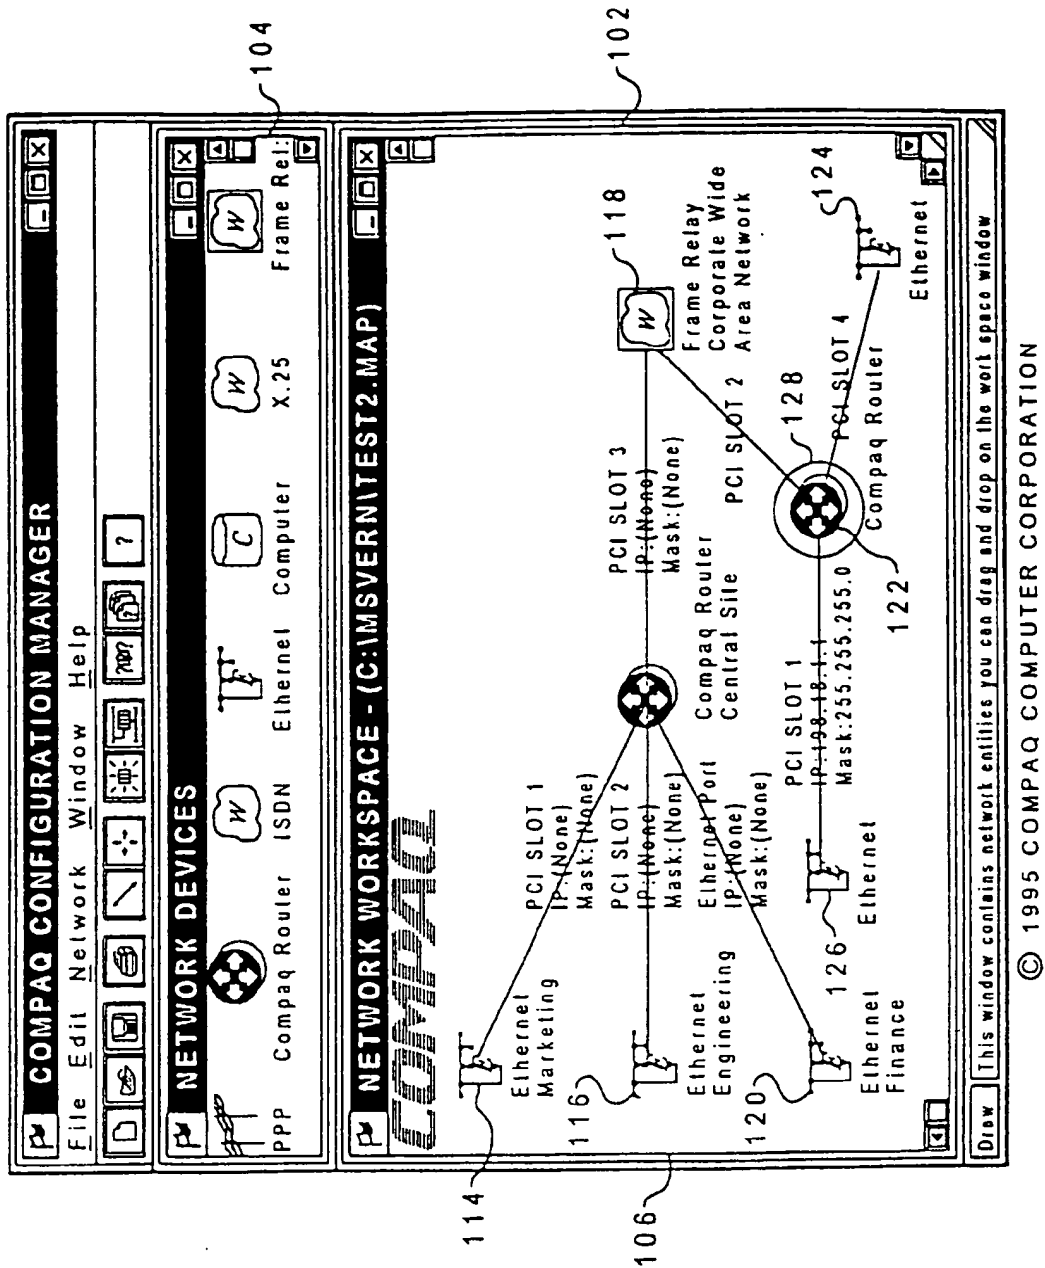 COMPAQ CONFIGURATION MANAGER
File Edit Network Window Help
?
NETWORK DEVICES
104
W
W
W
C
PPP
Compaq Router
ISDN
Ethernet
Computer
X.25
Frame Rel:
NETWORK WORKSPACE - (C:\MSVERN\TEST2.MAP)
102
COMPAQ
114
Ethernet
Marketing
PCI SLOT 1
IP:(None)
Mask:(None)
116
Ethernet
Engineering
PCI SLOT 2
IP:(None)
Mask:(None)
Ethernet Port
IP:(None)
Mask:(None)
120
Ethernet
Finance
106
Compaq Router
Central Site
PCI SLOT 3
IP:(None)
Mask:(None)
W
118
Frame Relay
Corporate Wide
Area Network
PCI SLOT 2
128
PCI SLOT 4
124
Ethernet
Compaq Router
122
PCI SLOT 1
IP:198.18.1.1
Mask:255.255.255.0
126
Ethernet
Draw
This window contains network entities you can drag and drop on the work space window
© 1995 COMPAQ COMPUTER CORPORATION